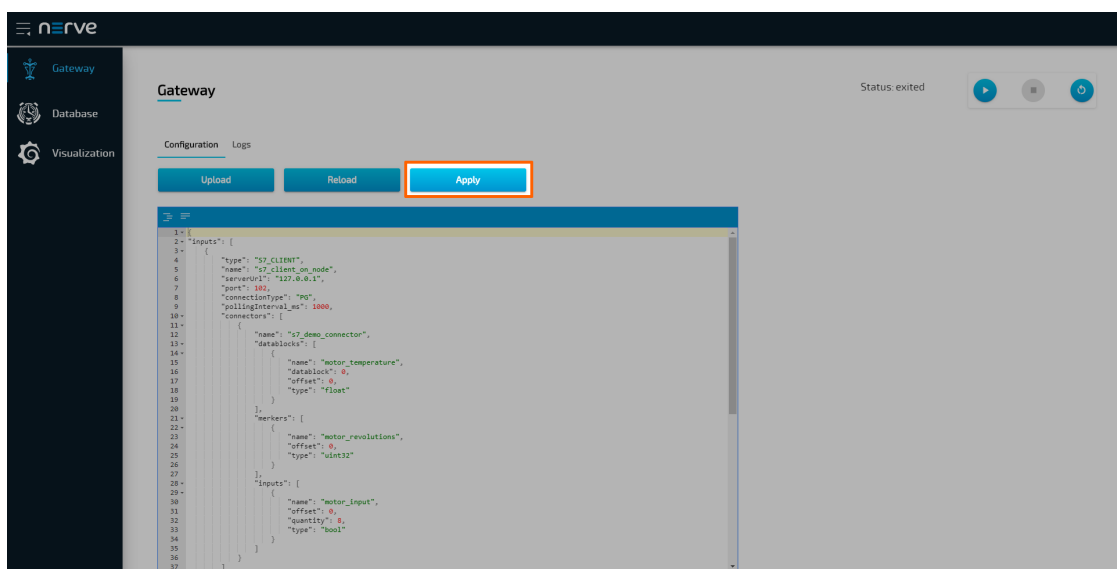 nerve
Gateway
Database
Visualization
Gateway
Status: exited
Configuration Logs
Upload Reload Apply
1 {
2 "inputs": [
3 {
4 "type": "S7_CLIENT",
5 "name": "s7_client_on_node",
6 "serverUrl": "127.0.0.1",
7 "port": 102,
8 "connectionType": "PG",
9 "pollingInterval_ms": 1000,
10 "connectors": [
11 {
12 "name": "s7_demo_connector",
13 "datablocks": [
14 {
15 "name": "motor_temperature",
16 "datablock": 0,
17 "offset": 0,
18 "type": "float"
19 }
20 ],
21 "merkers": [
22 {
23 "name": "motor_revolutions",
24 "offset": 0,
25 "type": "uint32"
26 }
27 ],
28 "inputs": [
29 {
30 "name": "motor_input",
31 "offset": 0,
32 "quantity": 8,
33 "type": "bool"
34 }
35 ]
36 }
37 ]